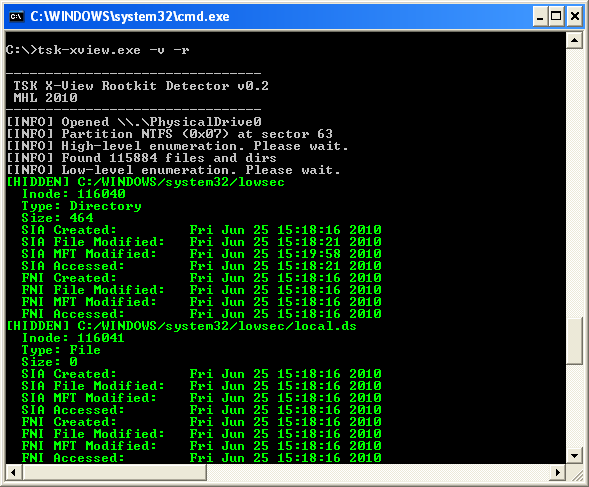 C:\WINDOWS\system32\cmd.exe
C:\>tsk-xview.exe -v -r
---------------------------------
TSK X-View Rootkit Detector v0.2
MHL 2010
---------------------------------
[INFO] Opened \\.\PhysicalDrive0
[INFO] Partition NTFS (0x07) at sector 63
[INFO] High-level enumeration. Please wait.
[INFO] Found 115884 files and dirs
[INFO] Low-level enumeration. Please wait.
[HIDDEN] C:/WINDOWS/system32/lowsec
Inode: 116040
Type: Directory
Size: 464
SIA Created: Fri Jun 25 15:18:16 2010
SIA File Modified: Fri Jun 25 15:18:21 2010
SIA MFT Modified: Fri Jun 25 15:19:58 2010
SIA Accessed: Fri Jun 25 15:18:21 2010
FNI Created: Fri Jun 25 15:18:16 2010
FNI File Modified: Fri Jun 25 15:18:16 2010
FNI MFT Modified: Fri Jun 25 15:18:16 2010
FNI Accessed: Fri Jun 25 15:18:16 2010
[HIDDEN] C:/WINDOWS/system32/lowsec/local.ds
Inode: 116041
Type: File
Size: 0
SIA Created: Fri Jun 25 15:18:16 2010
SIA File Modified: Fri Jun 25 15:18:16 2010
SIA MFT Modified: Fri Jun 25 15:18:16 2010
SIA Accessed: Fri Jun 25 15:18:16 2010
FNI Created: Fri Jun 25 15:18:16 2010
FNI File Modified: Fri Jun 25 15:18:16 2010
FNI MFT Modified: Fri Jun 25 15:18:16 2010
FNI Accessed: Fri Jun 25 15:18:16 2010